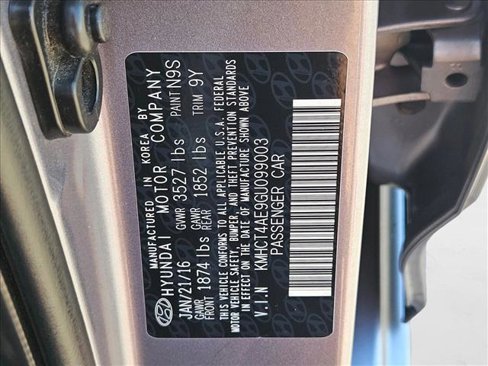 MANUFACTURED IN KOREA BY
HYUNDAI MOTOR COMPANY
JAN/21/16 GVWR 3527 lbs PAINT N9S
GAWR FRONT 1874 lbs GAWR REAR 1852 lbs TRIM 9Y
THIS VEHICLE CONFORMS TO ALL APPLICABLE U.S.A. FEDERAL
MOTOR VEHICLE SAFETY, BUMPER, AND THEFT PREVENTION STANDARDS
IN EFFECT ON THE DATE OF MANUFACTURE SHOWN ABOVE
V.I.N KMHCT4AE9GU099003
PASSENGER CAR